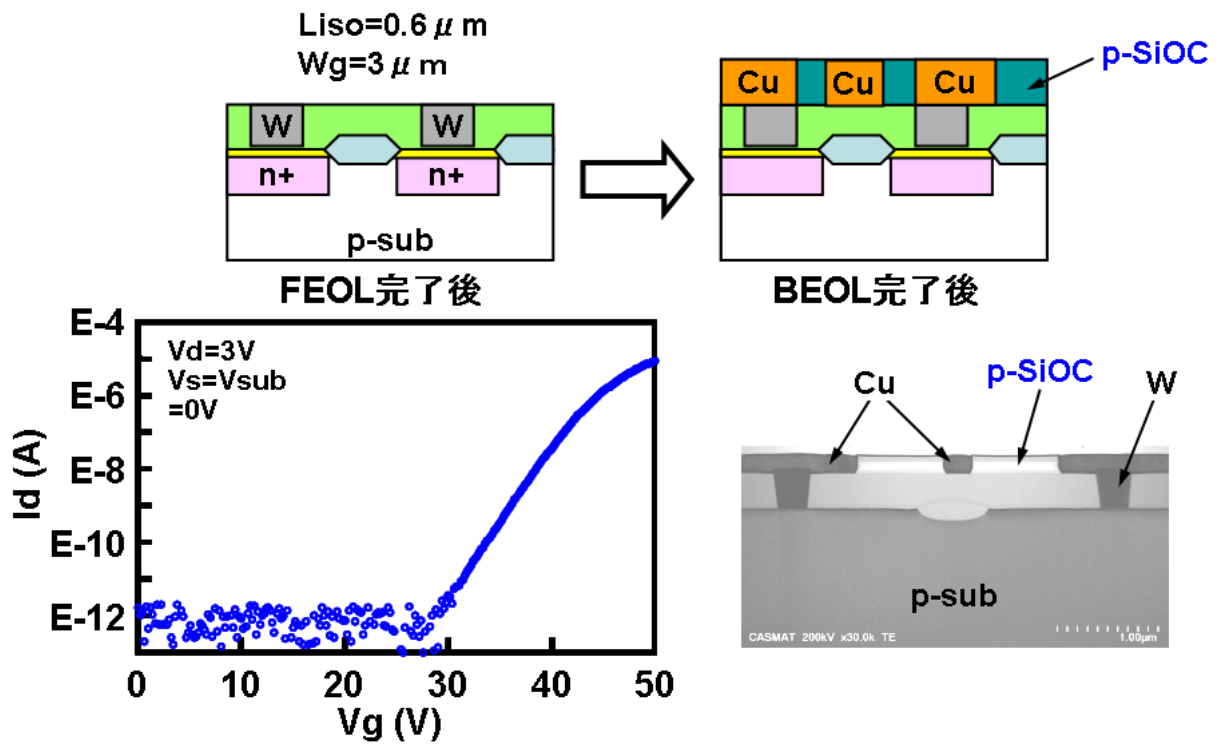 Liso=0.6μm
Wg=3μm
W
W
n+
n+
p-sub
FEOL完了後
Cu
Cu
Cu
p-SiOC
BEOL完了後
E-4
E-6
E-8
E-10
E-12
Id (A)
Vd=3V
Vs=Vsub
=0V
0
10
20
30
40
50
Vg (V)
Cu
p-SiOC
W
p-sub
CASMAT 200kV x30.0k TE
1.00μm